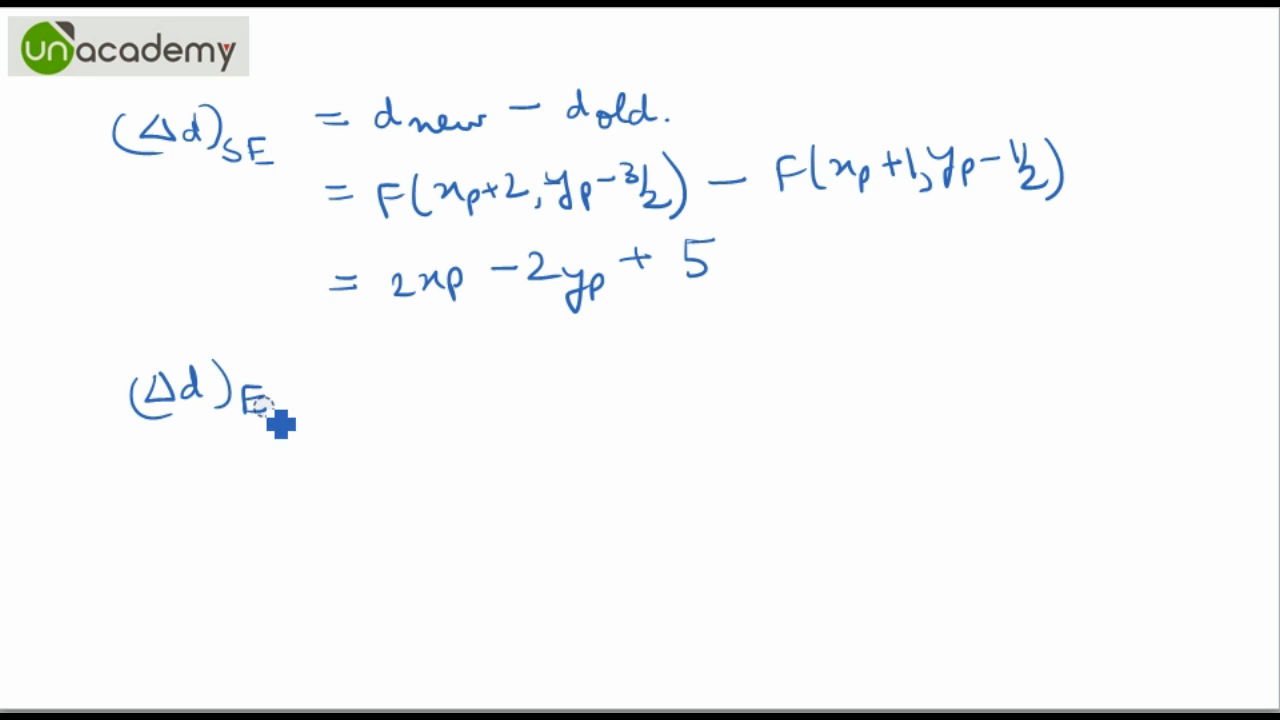 unacademy
(Δd)SE = dnew - dold.
= F(xp+2, yp-3/2) - F(xp+1, yp-1/2)
= 2xp - 2yp + 5
(Δd)E